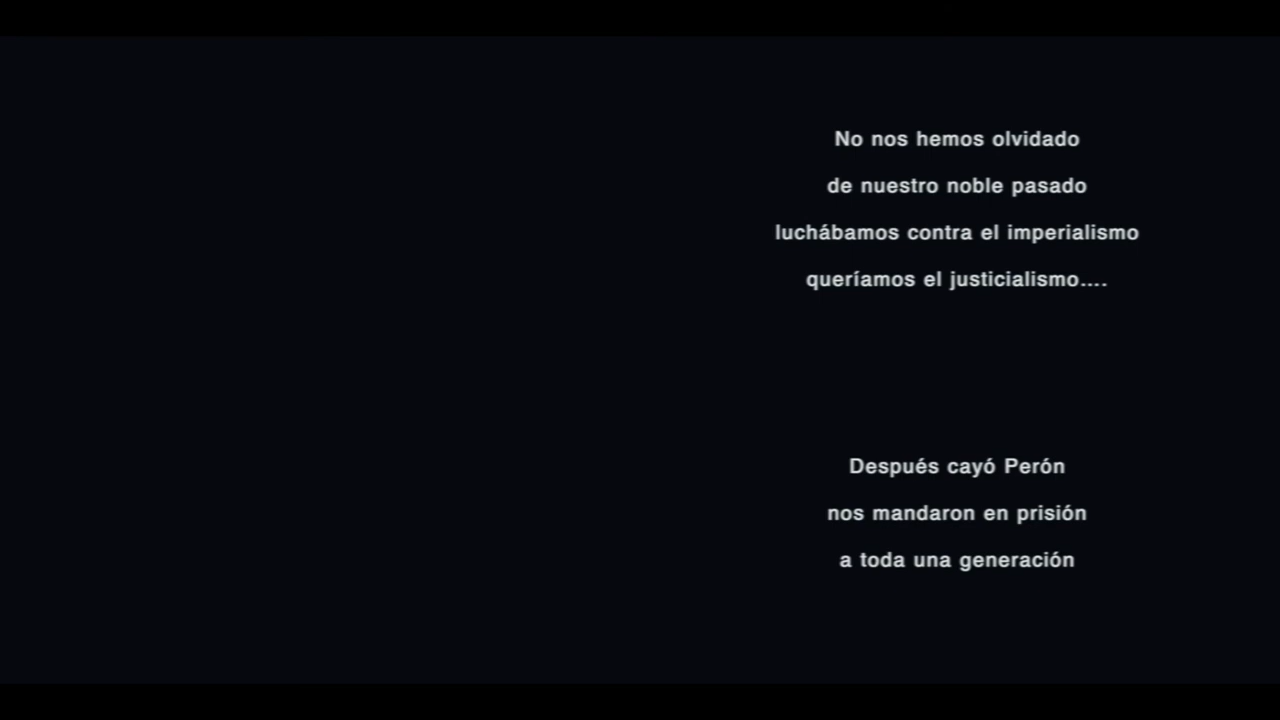 No nos hemos olvidado
de nuestro noble pasado
luchábamos contra el imperialismo
queríamos el justicialismo....
Después cayó Perón
nos mandaron en prisión
a toda una generación